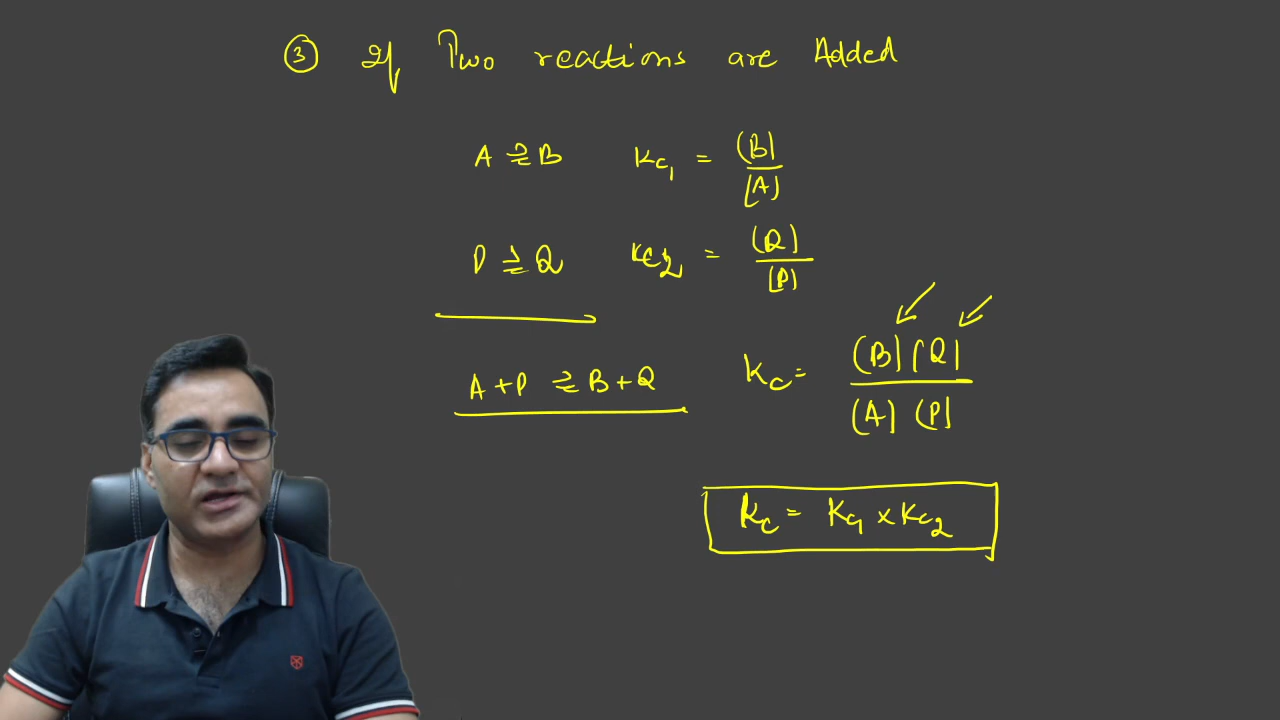 ③ If Two reactions are Added
A ⇌ B Kc₁ = [B]/[A]
P ⇌ Q Kc₂ = [Q]/[P]
A + P ⇌ B + Q Kc = [B][Q]/[A][P]
Kc = Kc₁ × Kc₂